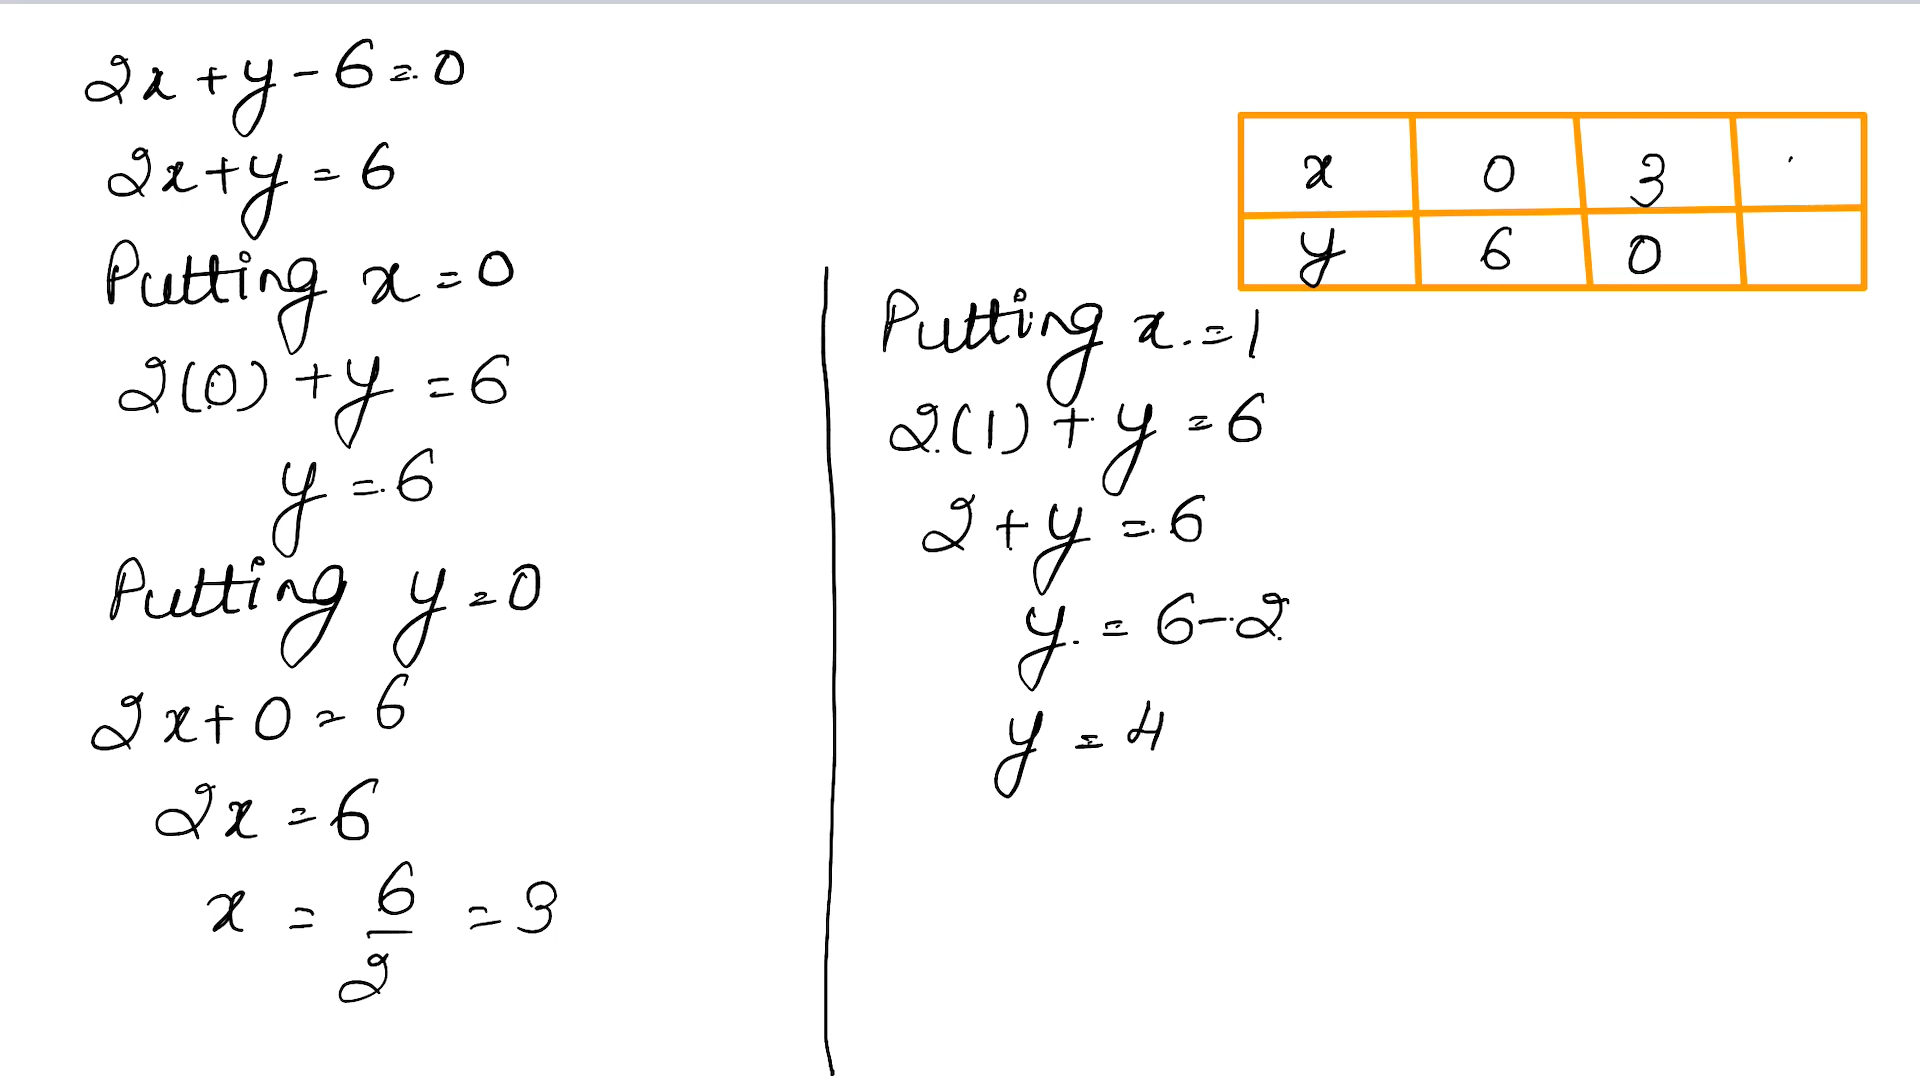 2x + y - 6 = 0
2x + y = 6
Putting x = 0
2(0) + y = 6
y = 6
Putting y = 0
2x + 0 = 6
2x = 6
x = 6/2 = 3
x 0 3
y 6 0
Putting x = 1
2(1) + y = 6
2 + y = 6
y = 6 - 2
y = 4